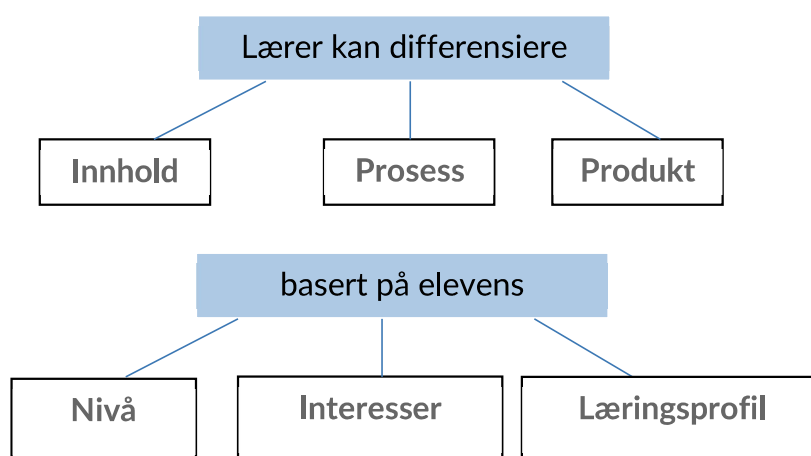 Lærer kan differensiere
Innhold
Prosess
Produkt
basert på elevens
Nivå
Interesser
Læringsprofil